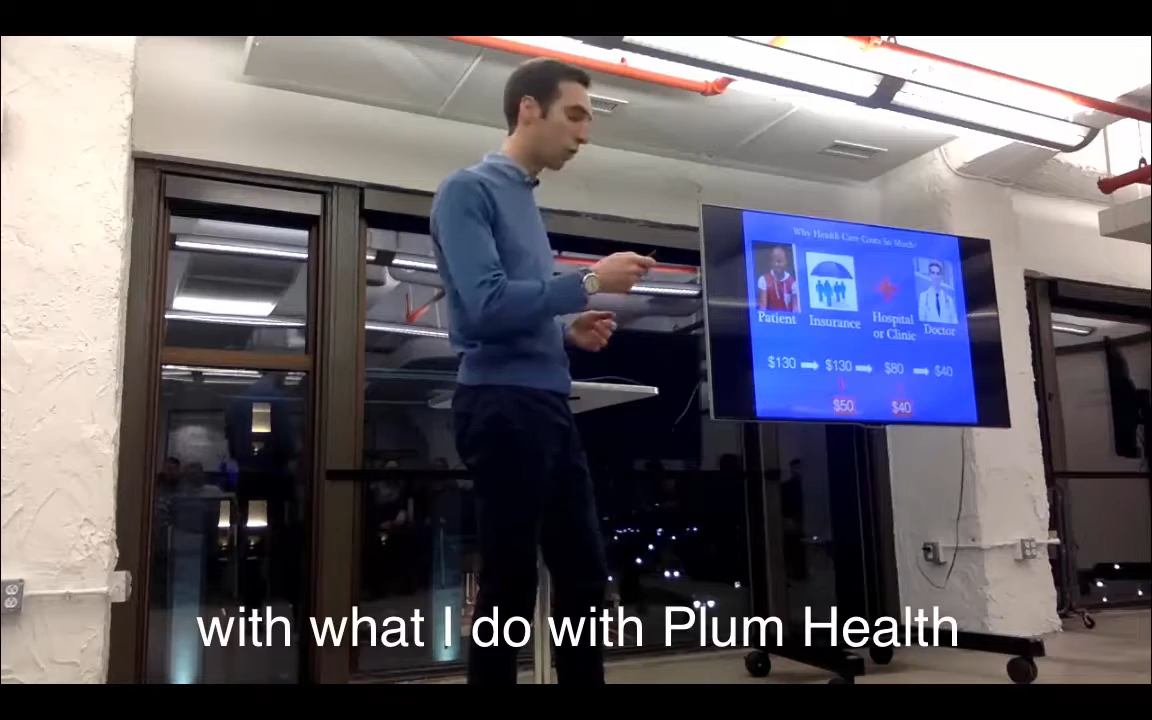 Why Health Care Costs So Much?
Patient
Insurance
Hospital
or Clinic
Doctor
$130
$130
$80
$40
$50
$40
with what I do with Plum Health